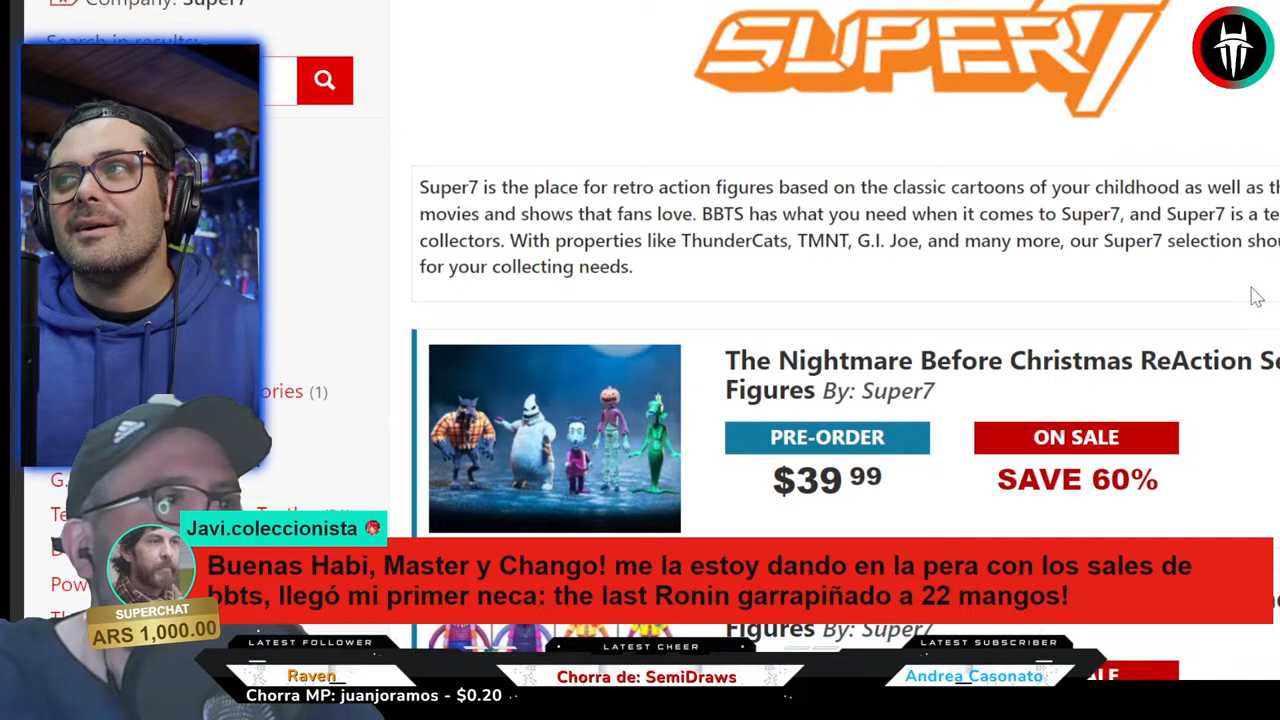 Company: Super7
Search in results:
SUPER7
Super7 is the place for retro action figures based on the classic cartoons of your childhood as well as
movies and shows that fans love. BBTS has what you need when it comes to Super7, and Super7 is a
collectors. With properties like ThunderCats, TMNT, G.I. Joe, and many more, our Super7 selection
for your collecting needs.
(1)
The Nightmare Before Christmas ReAction
Figures By: Super7
PRE-ORDER
ON SALE
$39 99
SAVE 60%
G.
Javi.coleccionista
Buenas Habi, Master y Chango! me la estoy dando en la pera con los sales de
bbts, llegó mi primer neca: the last Ronin garrapiñado a 22 mangos!
SUPERCHAT
ARS 1,000.00
Figures By: Super7
LATEST FOLLOWER
LATEST CHEER
LATEST SUBSCRIBER
Raven
Chorra de: SemiDraws
Andrea Casonato
Chorra MP: juanjoramos - $0.20